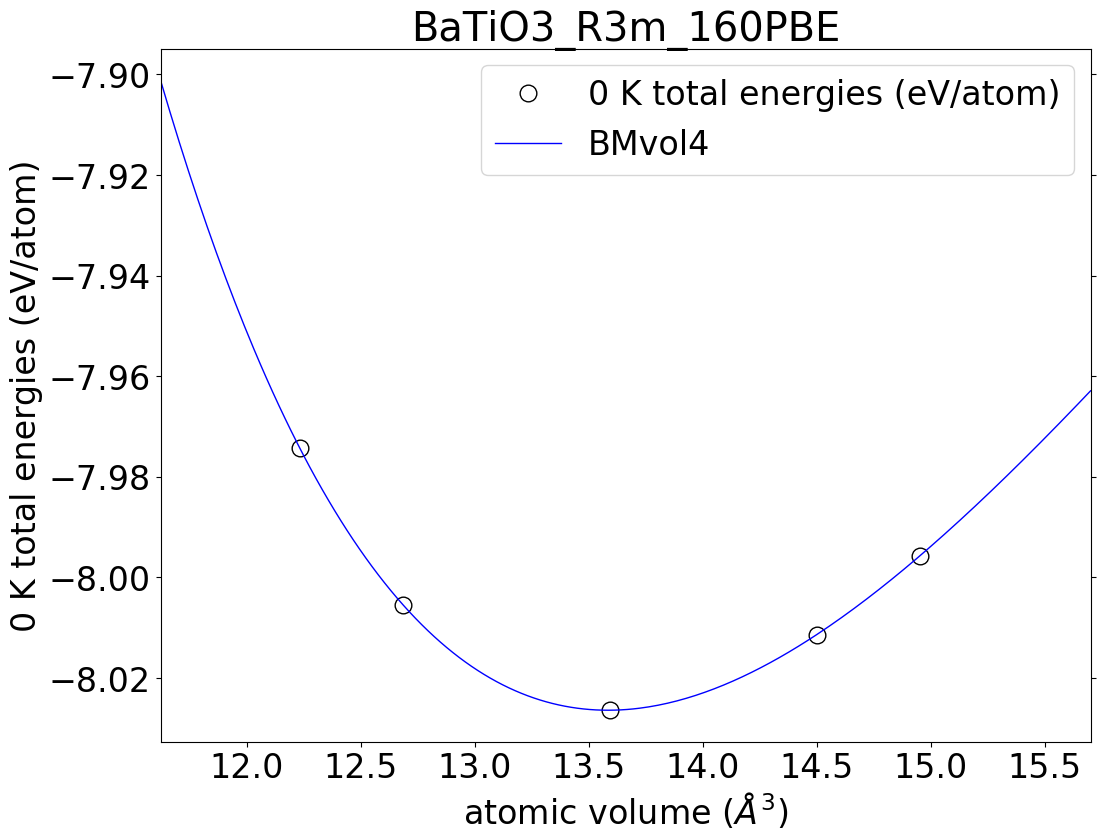 BaTiO3_R3m_160PBE
0 K total energies (eV/atom)
BMvol4
0 K total energies (eV/atom)
−7.90
−7.92
−7.94
−7.96
−7.98
−8.00
−8.02
12.0 12.5 13.0 13.5 14.0 14.5 15.0 15.5
atomic volume (Å³)